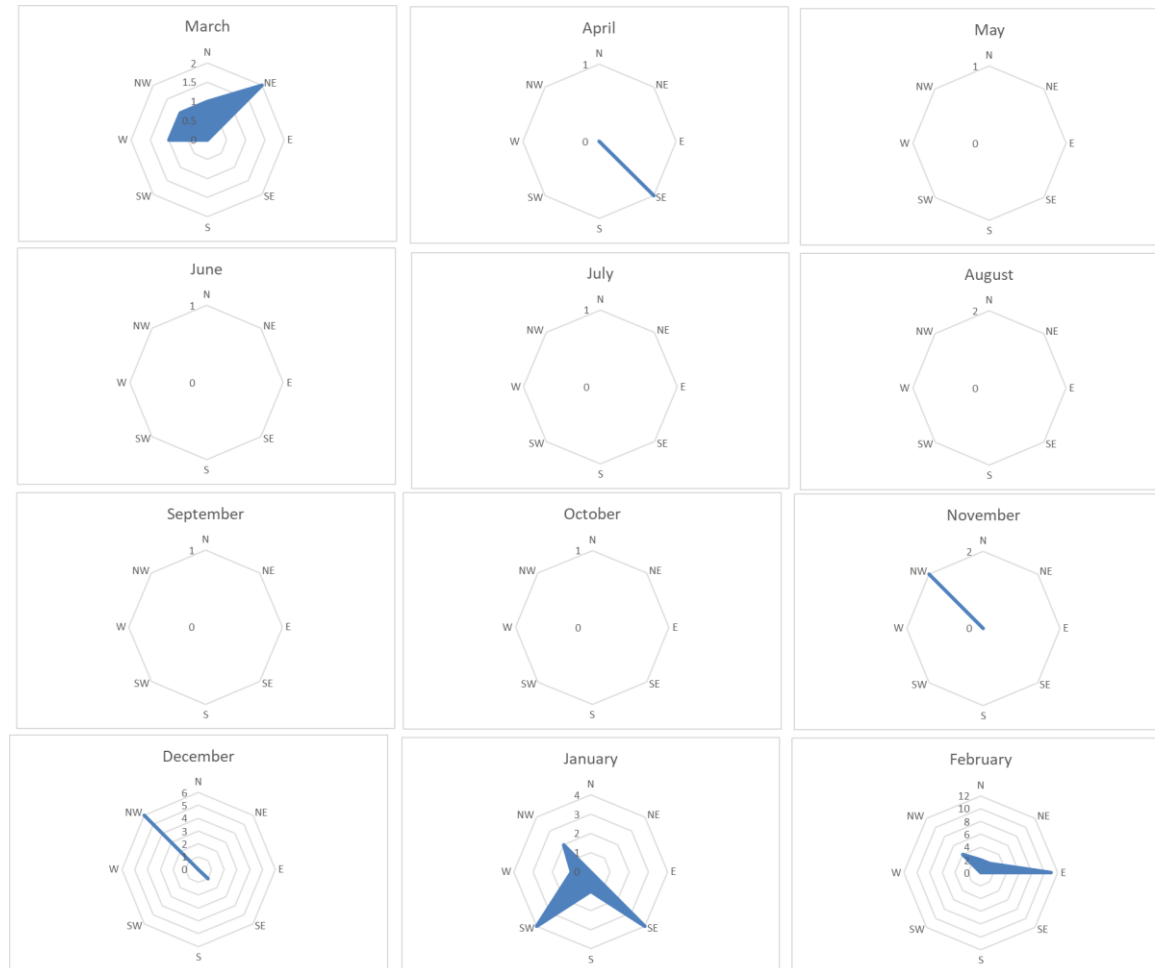 March
N
2
NW
NE
1.5
1
0.5
W
0
E
SW
SE
S
April
N
1
NW
NE
W
0
E
SW
SE
S
May
N
1
NW
NE
W
0
E
SW
SE
S
June
N
1
NW
NE
W
0
E
SW
SE
S
July
N
1
NW
NE
W
0
E
SW
SE
S
August
N
2
NW
NE
W
0
E
SW
SE
S
September
N
1
NW
NE
W
0
E
SW
SE
S
October
N
1
NW
NE
W
0
E
SW
SE
S
November
N
2
NW
NE
W
0
E
SW
SE
S
December
N
6
5
NW
NE
4
3
2
1
W
0
E
SW
SE
S
January
N
4
NW
NE
3
2
1
W
0
E
SW
SE
S
February
N
12
10
NW
NE
8
6
4
2
W
0
E
SW
SE
S